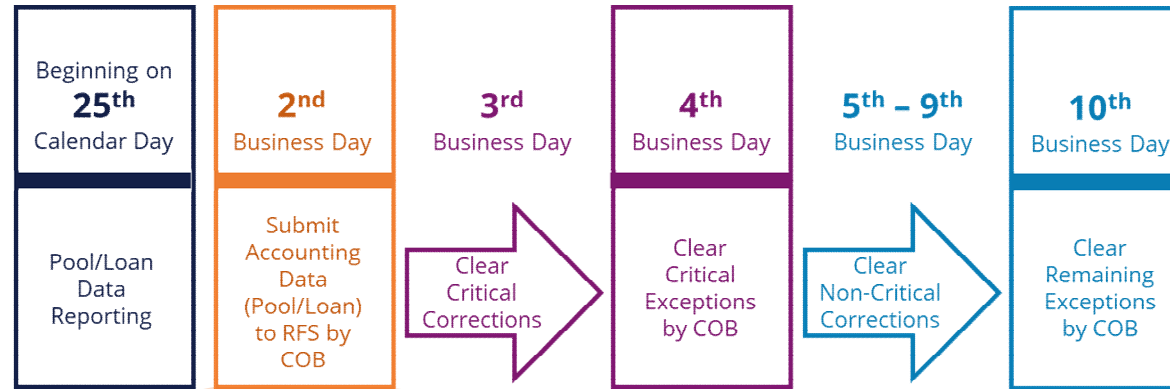 Beginning on
25th
Calendar Day
Pool/Loan
Data
Reporting
2nd
Business Day
Submit
Accounting
Data
(Pool/Loan)
to RFS by
COB
3rd
Business Day
Clear
Critical
Corrections
4th
Business Day
Clear
Critical
Exceptions
by COB
5th – 9th
Business Day
Clear
Non-Critical
Corrections
10th
Business Day
Clear
Remaining
Exceptions
by COB